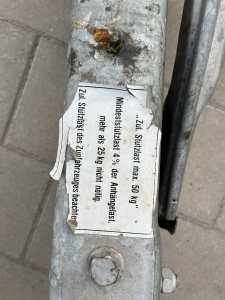 "Zul. Stützlast max. 50 kg"
Mindeststützlast 4% der Anhängelast,
mehr als 25 kg nicht nötig.
Zul. Stützlast des Zugfahrzeuges beachten